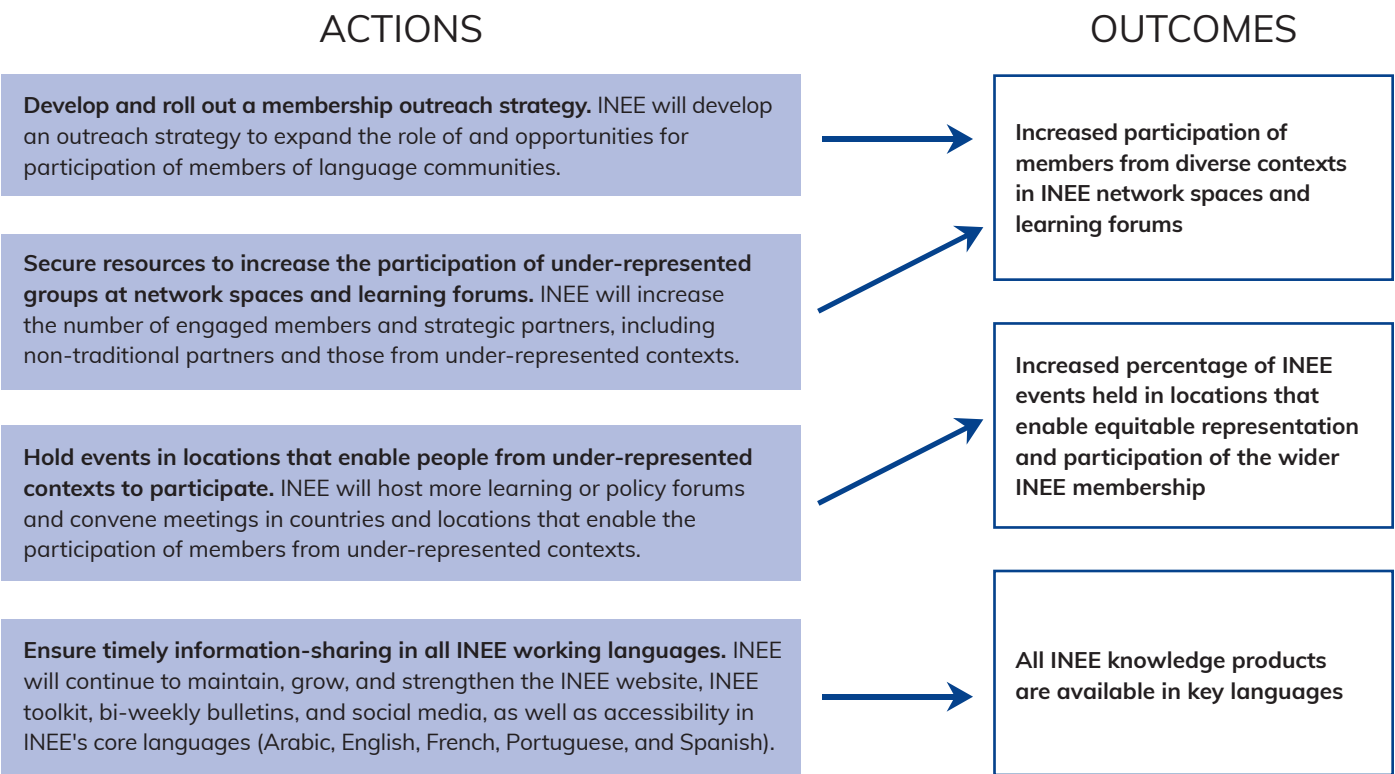 ACTIONS
OUTCOMES
Develop and roll out a membership outreach strategy. INEE will develop
an outreach strategy to expand the role of and opportunities for
participation of members of language communities.
Secure resources to increase the participation of under-represented
groups at network spaces and learning forums. INEE will increase
the number of engaged members and strategic partners, including
non-traditional partners and those from under-represented contexts.
Hold events in locations that enable people from under-represented
contexts to participate. INEE will host more learning or policy forums
and convene meetings in countries and locations that enable the
participation of members from under-represented contexts.
Ensure timely information-sharing in all INEE working languages. INEE
will continue to maintain, grow, and strengthen the INEE website, INEE
toolkit, bi-weekly bulletins, and social media, as well as accessibility in
INEE's core languages (Arabic, English, French, Portuguese, and Spanish).
Increased participation of
members from diverse contexts
in INEE network spaces and
learning forums
Increased percentage of INEE
events held in locations that
enable equitable representation
and participation of the wider
INEE membership
All INEE knowledge products
are available in key languages